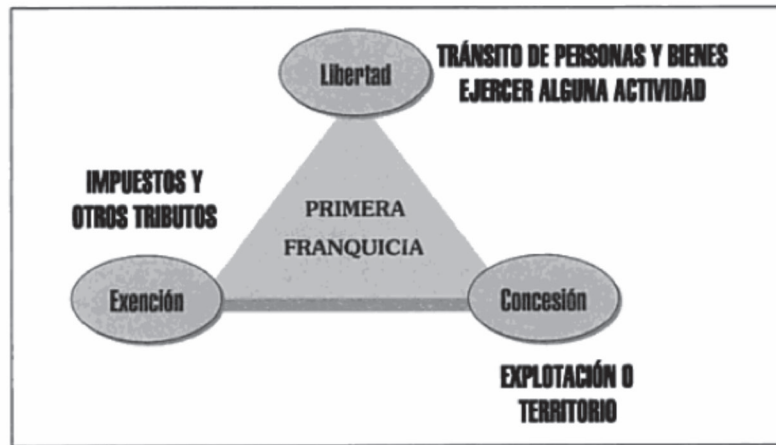 Libertad
TRÁNSITO DE PERSONAS Y BIENES
EJERCER ALGUNA ACTIVIDAD
IMPUESTOS Y
OTROS TRIBUTOS
PRIMERA
FRANQUICIA
Exención
Concesión
EXPLOTACIÓN O
TERRITORIO